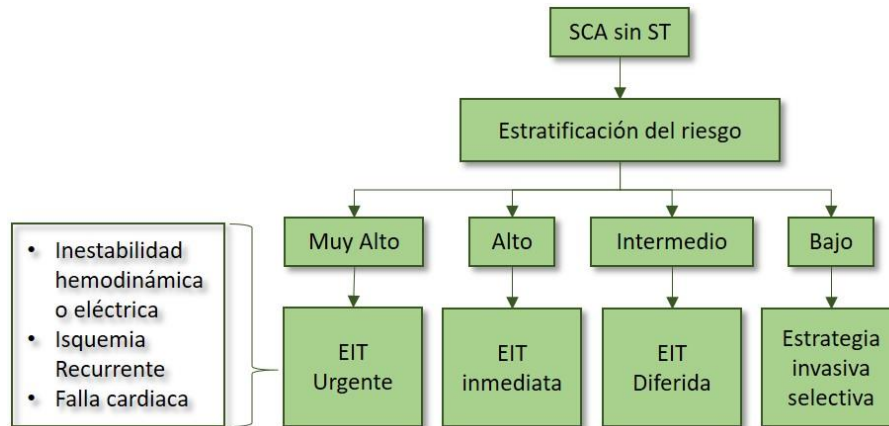 SCA sin ST
Estratificación del riesgo
Muy Alto
Alto
Intermedio
Bajo
• Inestabilidad
hemodinámica
o eléctrica
• Isquemia
Recurrente
• Falla cardiaca
EIT
Urgente
EIT
inmediata
EIT
Diferida
Estrategia
invasiva
selectiva